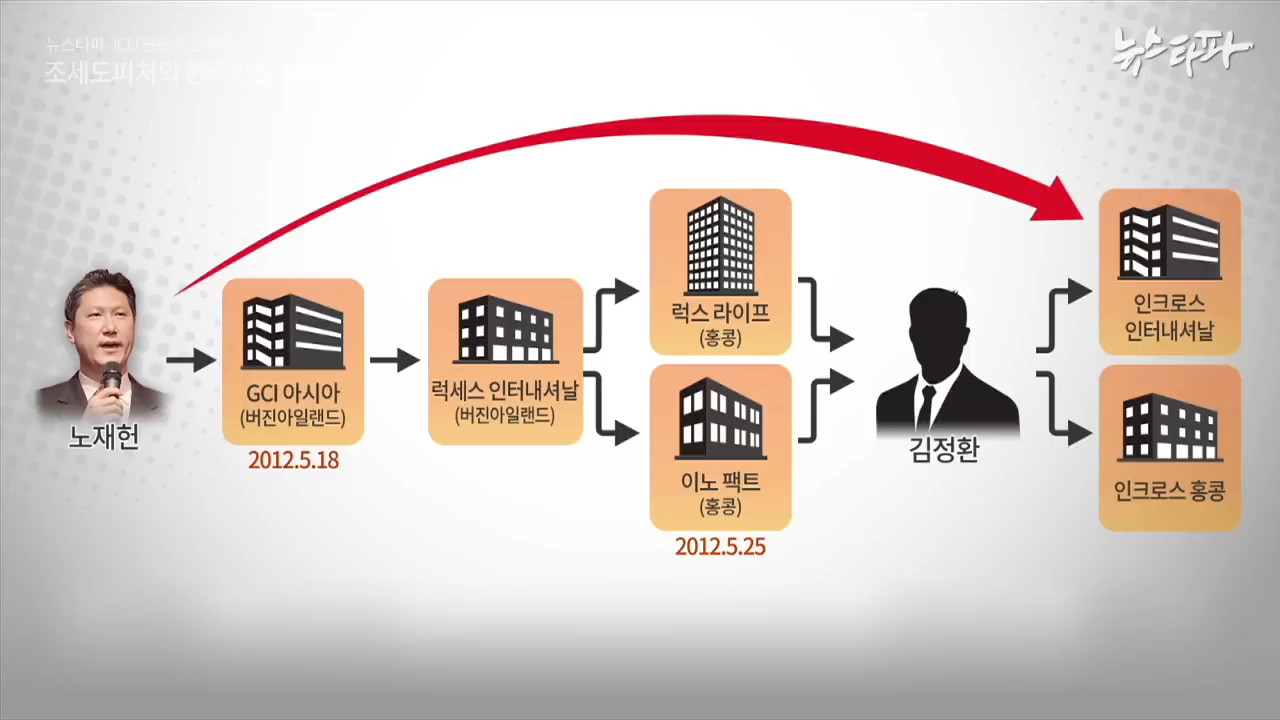 뉴스타파
조세도피처의 한국인들
노재헌
GCI 아시아
(버진아일랜드)
2012.5.18
럭세스 인터내셔날
(버진아일랜드)
럭스 라이프
(홍콩)
이노 팩트
(홍콩)
2012.5.25
김정환
인크로스
인터내셔날
인크로스 홍콩